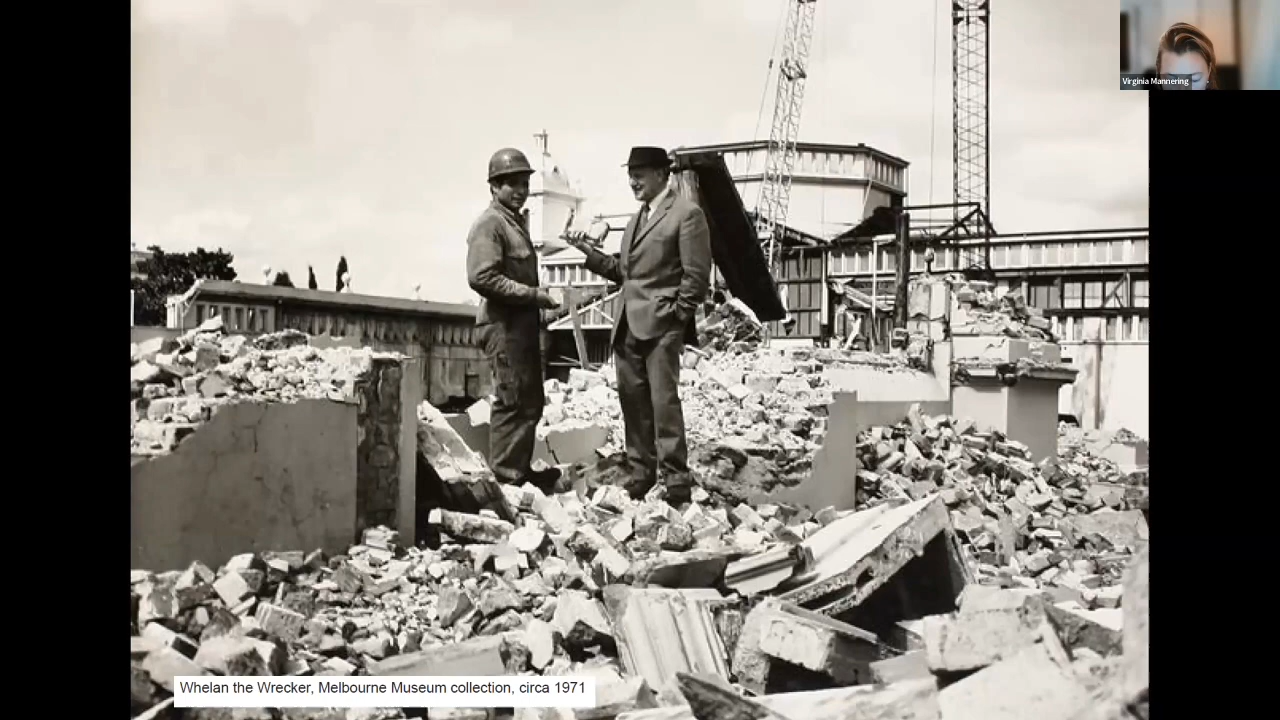 Virginia Mannering
Whelan the Wrecker, Melbourne Museum collection, circa 1971